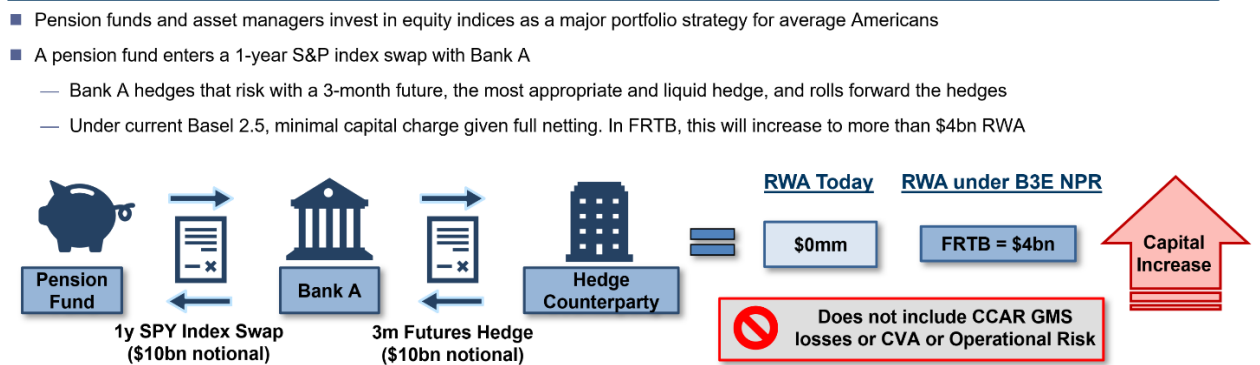 Pension funds and asset managers invest in equity indices as a major portfolio strategy for average Americans
A pension fund enters a 1-year S&P index swap with Bank A
— Bank A hedges that risk with a 3-month future, the most appropriate and liquid hedge, and rolls forward the hedges
— Under current Basel 2.5, minimal capital charge given full netting. In FRTB, this will increase to more than $4bn RWA
RWA Today
RWA under B3E NPR
Pension
Fund
Bank A
Hedge
Counterparty
$0mm
FRTB = $4bn
Capital
Increase
1y SPY Index Swap
($10bn notional)
3m Futures Hedge
($10bn notional)
Does not include CCAR GMS
losses or CVA or Operational Risk